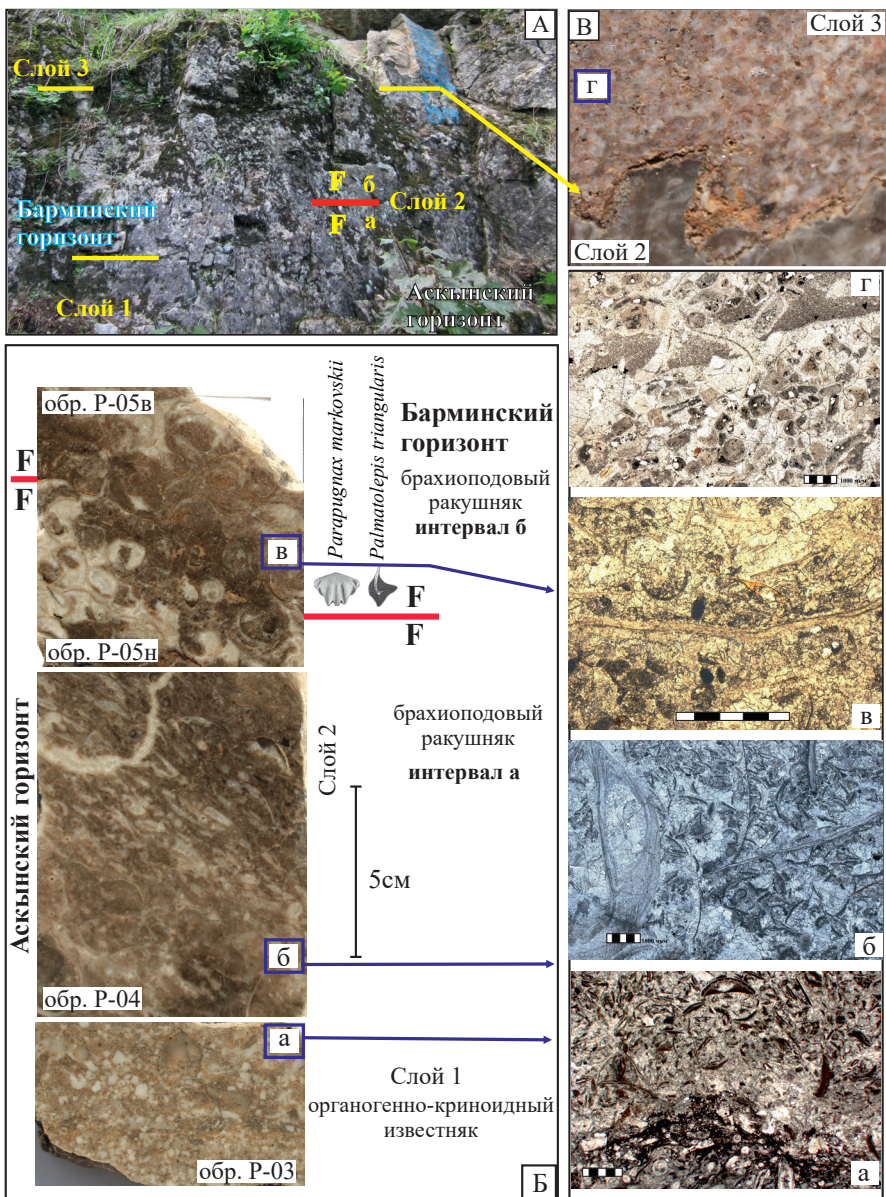 А
Слой 3
F б
F а
Слой 2
Барминский
горизонт
Слой 1
Аскынский
горизонт
В
Слой 3
г
Слой 2
г
1000 мкм
в
б
1000 мкм
а
обр. Р-05в
F
F
в
обр. Р-05н
Parapugnax markovskii
Palmatolepis triangularis
Барминский
горизонт
брахиоподовый
ракушняк
интервал б
F
F
Аскынский горизонт
Слой 2
брахиоподовый
ракушняк
интервал а
5см
б
обр. Р-04
а
Слой 1
органогенно-криноидный
известняк
обр. Р-03
Б